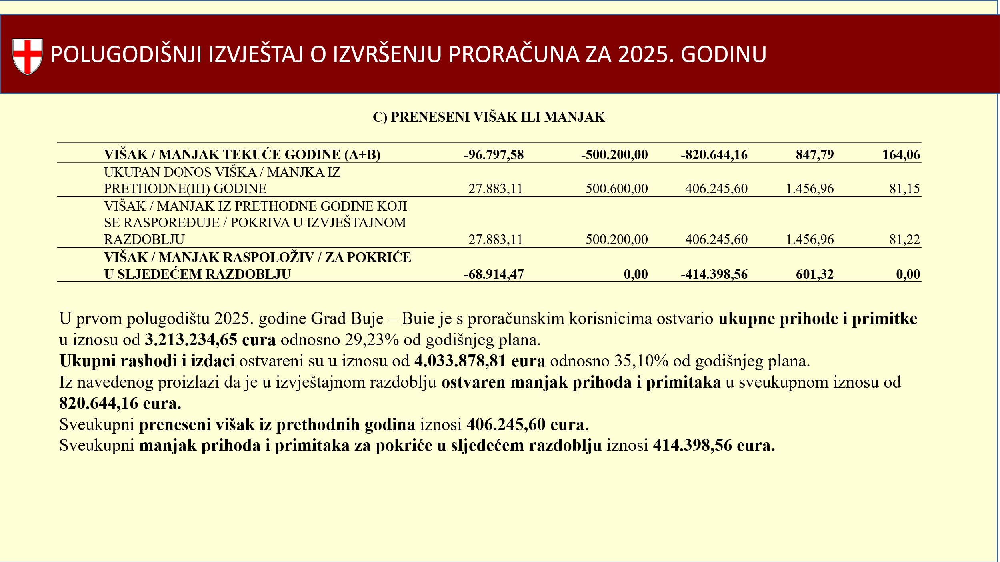 POLUGODIŠNJI IZVJEŠTAJ O IZVRŠENJU PRORAČUNA ZA 2025. GODINU
C) PRENESENI VIŠAK ILI MANJAK
VIŠAK / MANJAK TEKUĆE GODINE (A+B) -96.797,58 -500.200,00 -820.644,16 847,79 164,06
UKUPAN DONOS VIŠKA / MANJKA IZ
PRETHODNE(IH) GODINE 27.883,11 500.600,00 406.245,60 1.456,96 81,15
VIŠAK / MANJAK IZ PRETHODNE GODINE KOJI
SE RASPOREĐUJE / POKRIVA U IZVJEŠTAJNOM
RAZDOBLJU 27.883,11 500.200,00 406.245,60 1.456,96 81,22
VIŠAK / MANJAK RASPOLOŽIV / ZA POKRIĆE
U SLJEDEĆEM RAZDOBLJU -68.914,47 0,00 -414.398,56 601,32 0,00
U prvom polugodištu 2025. godine Grad Buje – Buie je s proračunskim korisnicima ostvario ukupne prihode i primitke
u iznosu od 3.213.234,65 eura odnosno 29,23% od godišnjeg plana.
Ukupni rashodi i izdaci ostvareni su u iznosu od 4.033.878,81 eura odnosno 35,10% od godišnjeg plana.
Iz navedenog proizlazi da je u izvještajnom razdoblju ostvaren manjak prihoda i primitaka u sveukupnom iznosu od
820.644,16 eura.
Sveukupni preneseni višak iz prethodnih godina iznosi 406.245,60 eura.
Sveukupni manjak prihoda i primitaka za pokriće u sljedećem razdoblju iznosi 414.398,56 eura.